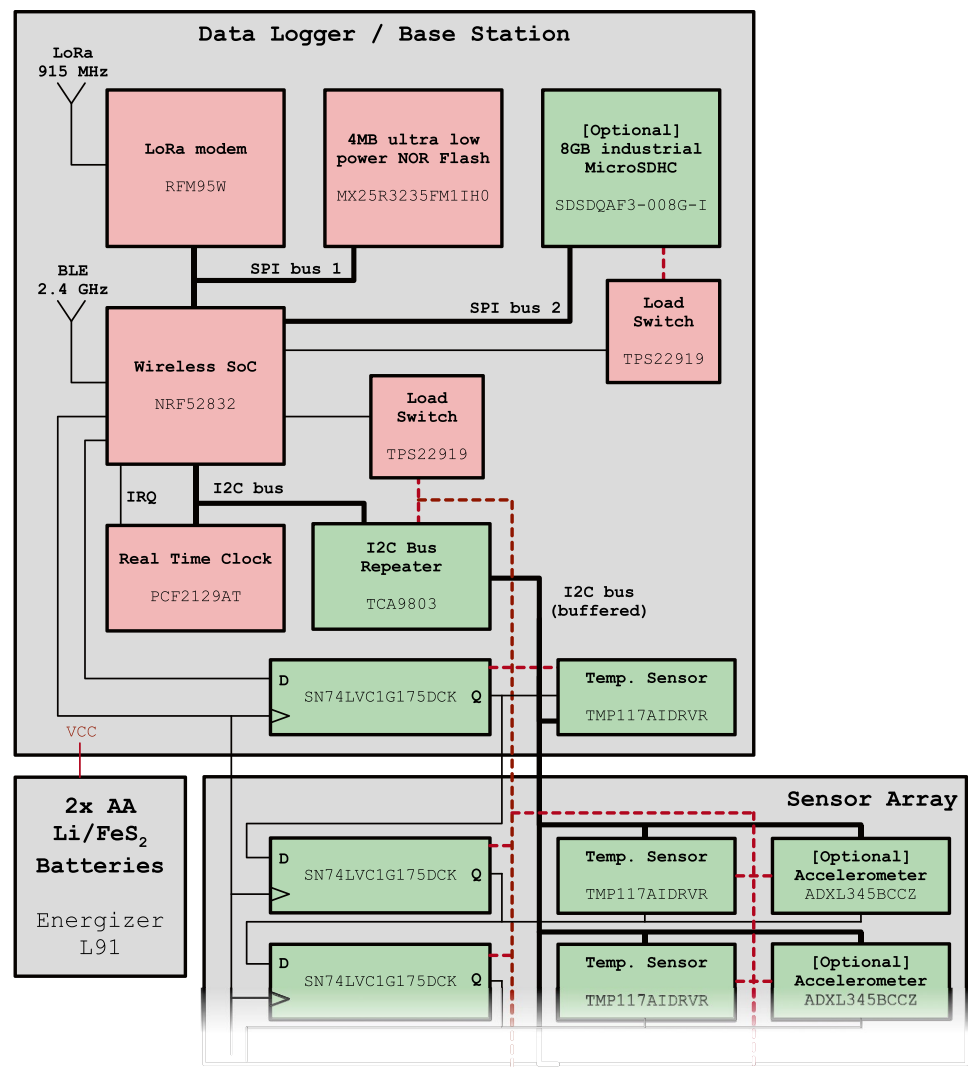 Data Logger / Base Station
LoRa
915 MHz
LoRa modem
RFM95W
4MB ultra low
power NOR Flash
MX25R3235FM1IH0
[Optional]
8GB industrial
MicroSDHC
SDSDQAF3-008G-I
SPI bus 1
BLE
2.4 GHz
SPI bus 2
Load
Switch
TPS22919
Wireless SoC
NRF52832
Load
Switch
TPS22919
IRQ
I2C bus
Real Time Clock
PCF2129AT
I2C Bus
Repeater
TCA9803
I2C bus
(buffered)
D
SN74LVC1G175DCK
Q
Temp. Sensor
TMP117AIDRVR
VCC
2x AA
Li/FeS2
Batteries
Energizer
L91
Sensor Array
D
SN74LVC1G175DCK
Q
Temp. Sensor
TMP117AIDRVR
[Optional]
Accelerometer
ADXL345BCCZ
D
SN74LVC1G175DCK
Q
Temp. Sensor
TMP117AIDRVR
[Optional]
Accelerometer
ADXL345BCCZ